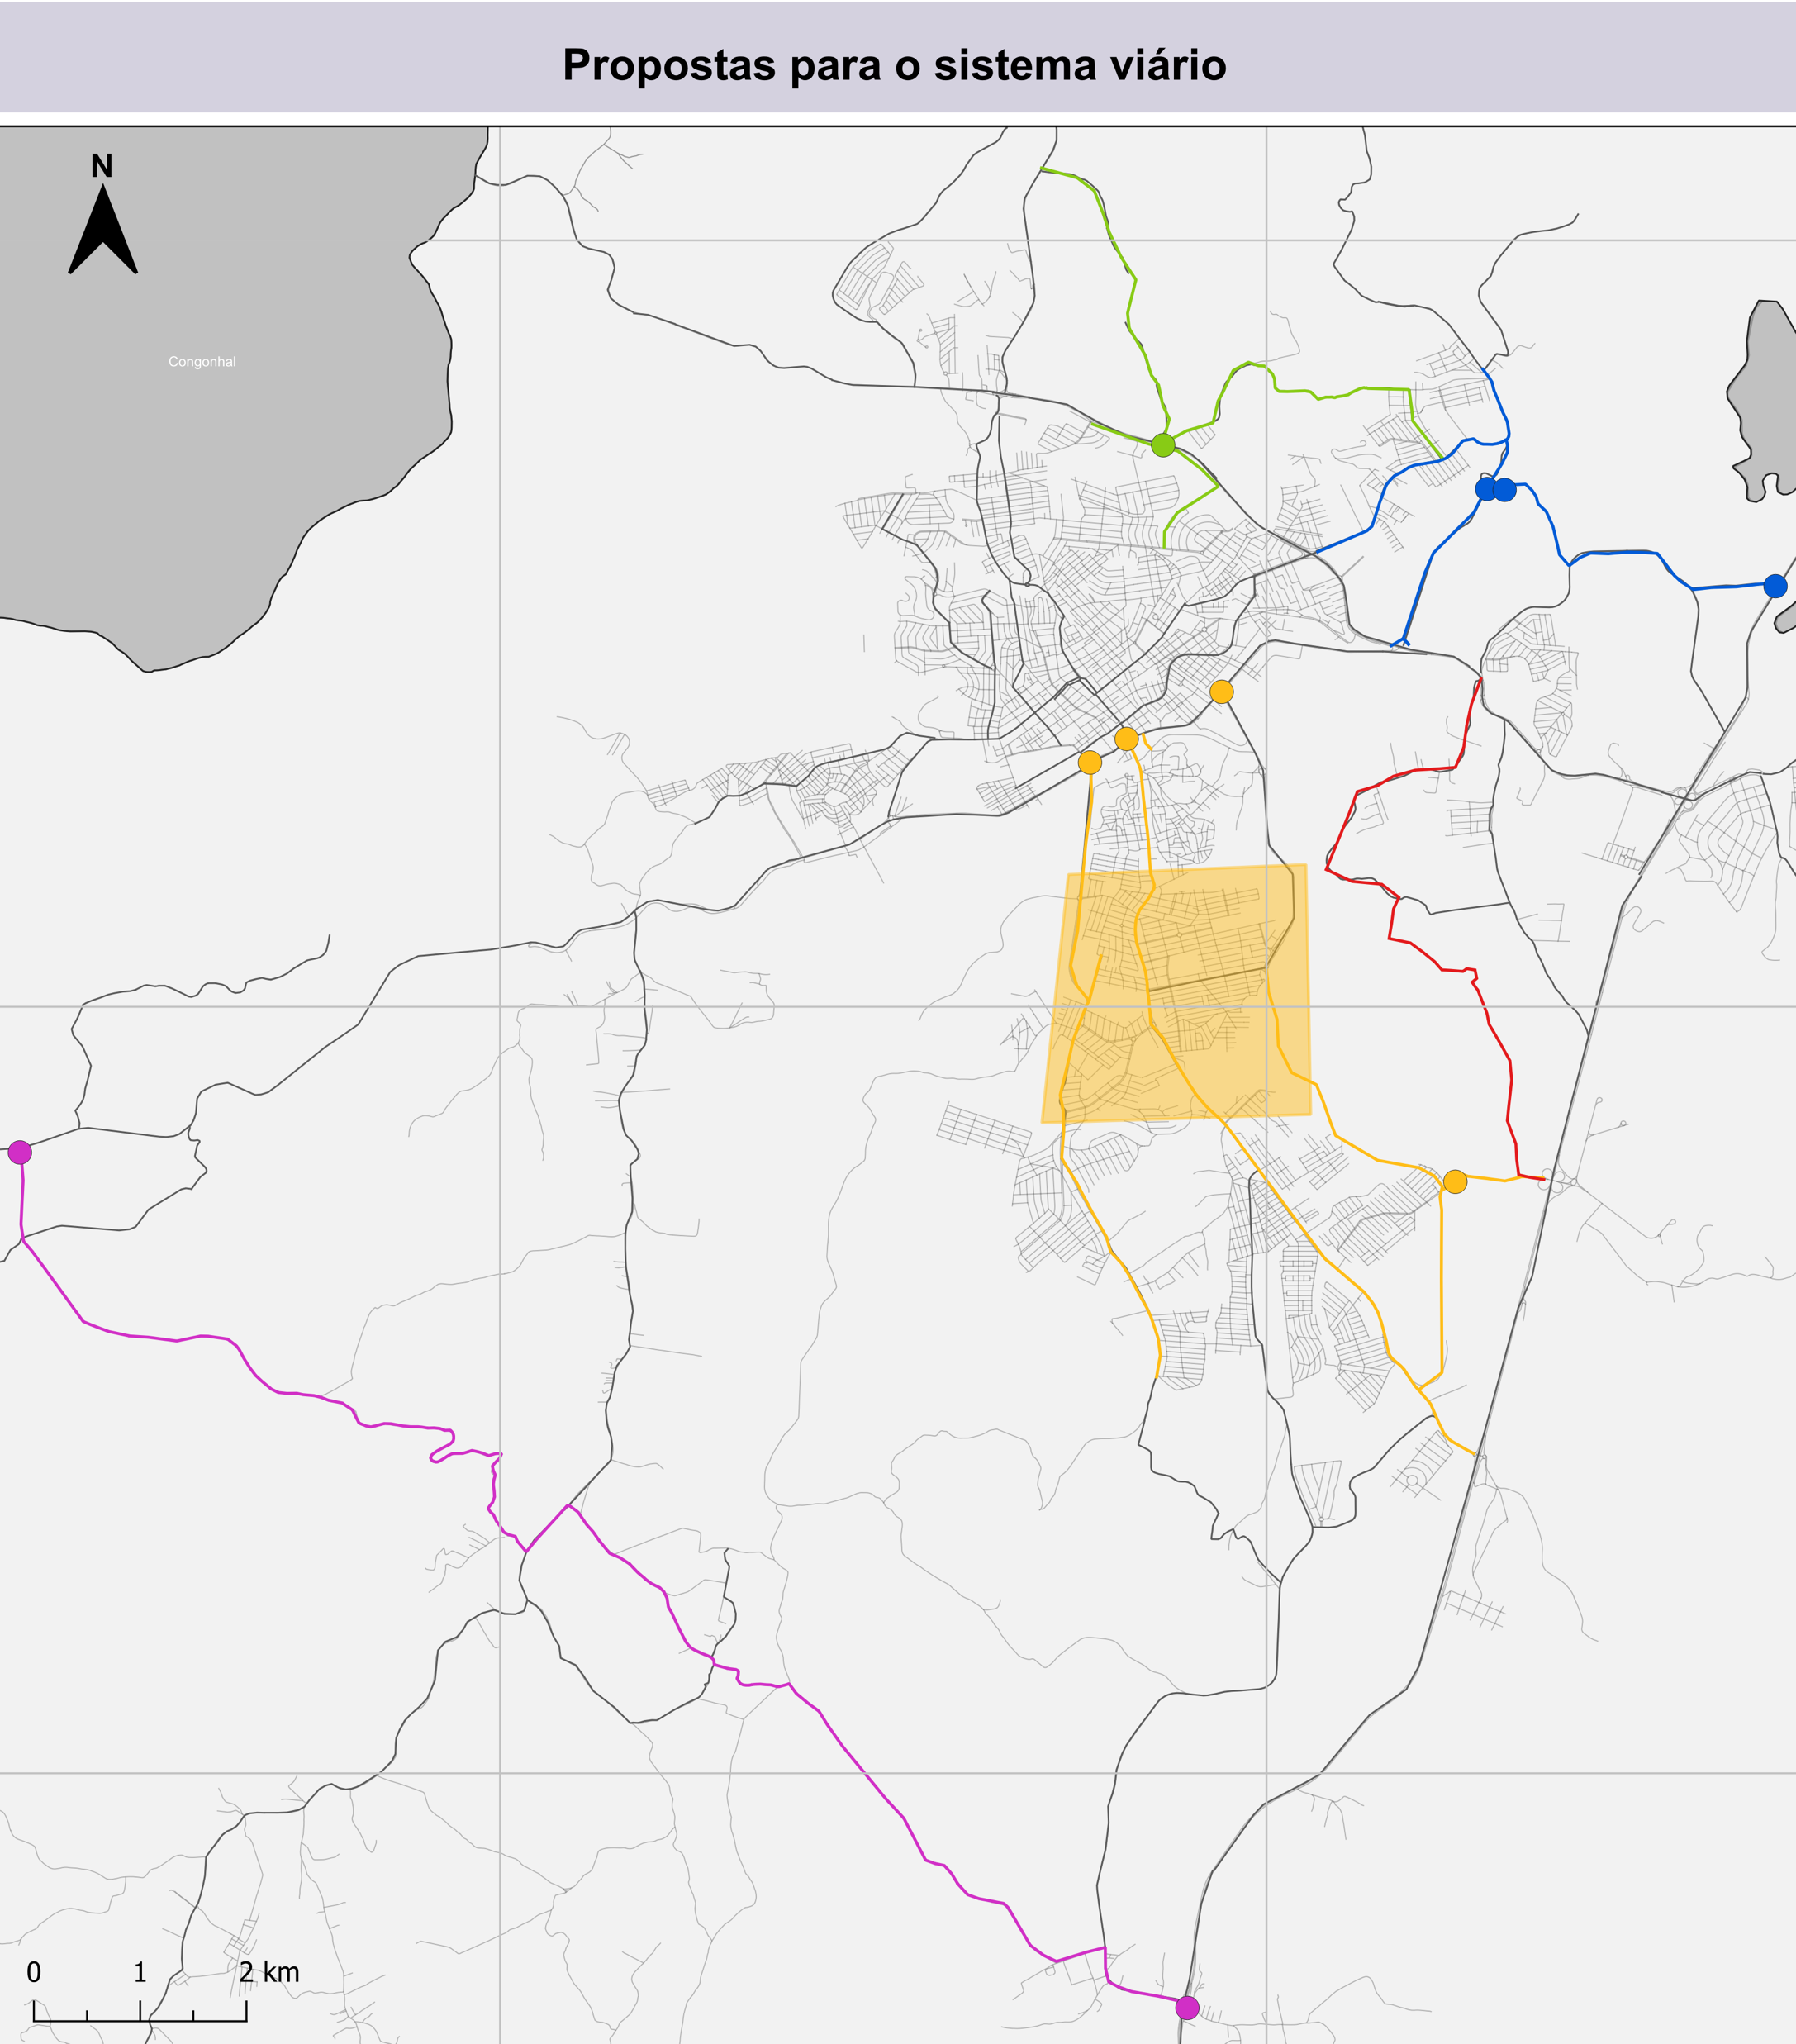 Propostas para o sistema viário
N
Congonhal
0 1 2 km